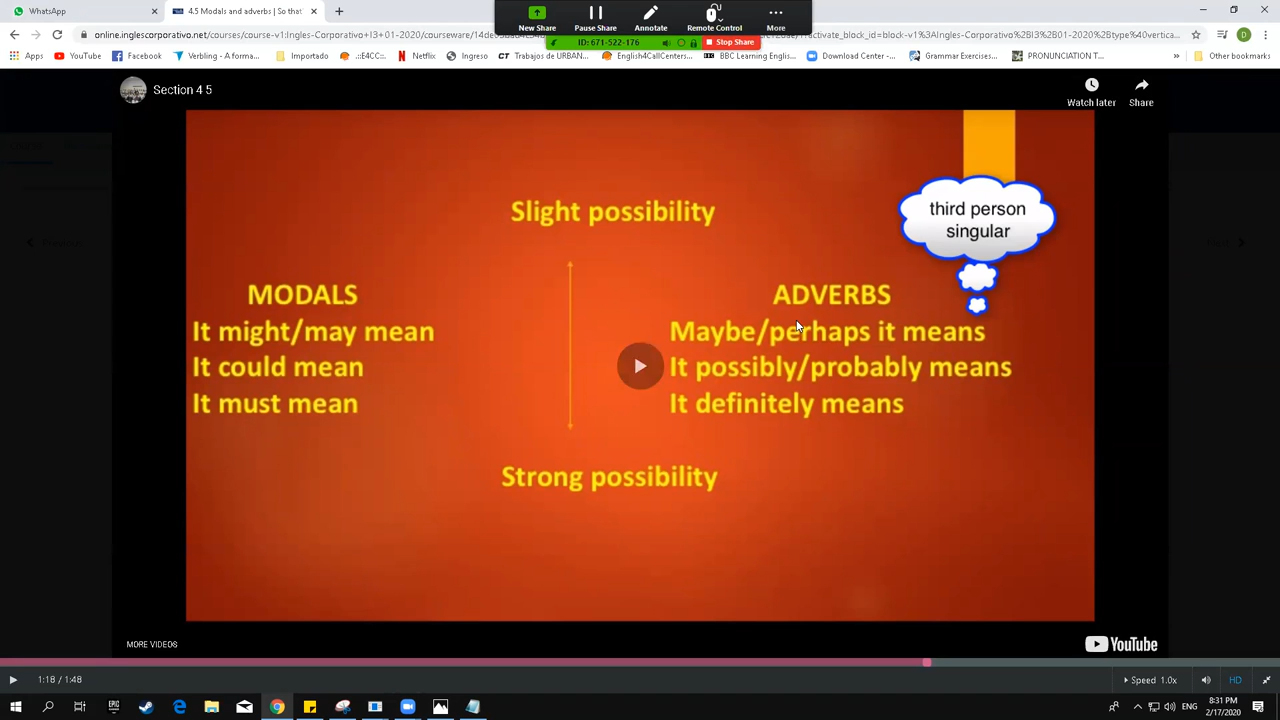 WhatsApp
4.5 Modals and adverbs | So that
New Share
Pause Share
Annotate
Remote Control
More
ID: 671-522-176
Stop Share
Apps
YouTube
Facebook
Verbling - A forma...
Importado
.::E4CC::.
Netflix
Ingreso
CT Trabajos de URBAN...
English4CallCenters...
BBC Learning Englis...
Download Center -...
Grammar Exercises...
PRONUNCIATION T...
Other bookmarks
Section 4 5
Watch later
Share
third person
singular
Slight possibility
MODALS
It might/may mean
It could mean
It must mean
ADVERBS
Maybe/perhaps it means
It possibly/probably means
It definitely means
Strong possibility
MORE VIDEOS
YouTube
1:18 / 1:48
Speed 1.0x
HD
ENG
8:31 PM
2/17/2020